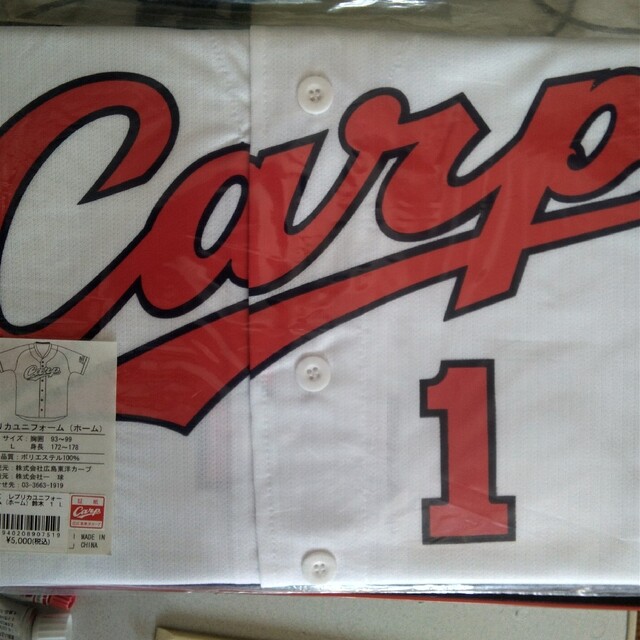 Carp
1
Carp
リカユニフォーム (ホーム)
サイズ 胸囲 93～99
L 身長 172～178
品質: ポリエステル100%
元: 株式会社広島東洋カープ
元: 株式会社一球
せ先: 03-3663-1919
レプリカユニフォー
(ホーム) 鈴木 1 L
940208907519
¥5,000(税込)
Carp
MADE IN
CHINA